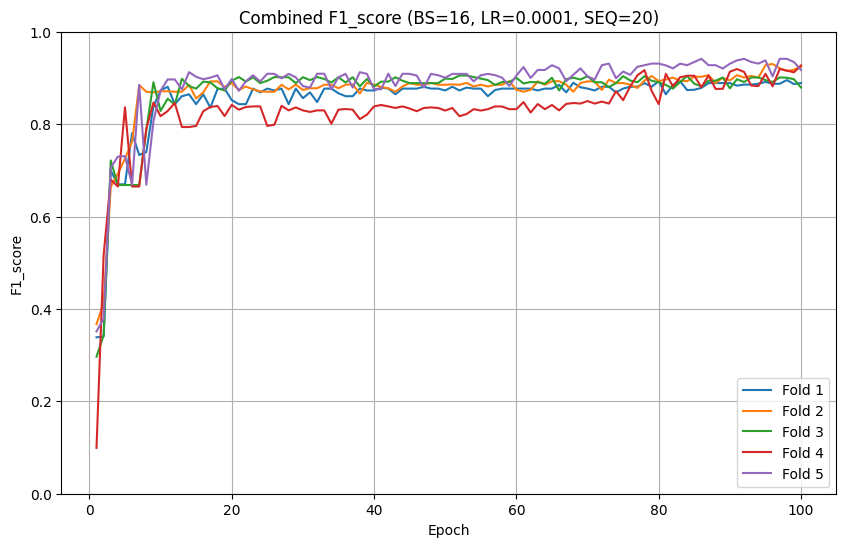 Combined F1_score (BS=16, LR=0.0001, SEQ=20)
F1_score
1.0
0.8
0.6
0.4
0.2
0.0
0 20 40 60 80 100
Epoch
Fold 1
Fold 2
Fold 3
Fold 4
Fold 5